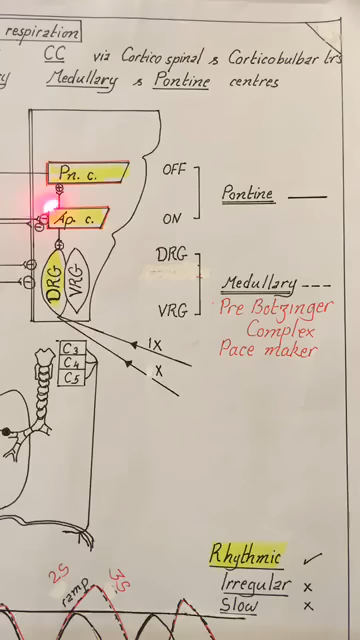 respiration
CC via Cortico spinal & Corticobulbar trs
Medullary & Pontine centres
Pn. c.
OFF
Pontine
Ap. c.
ON
DRG
DRG
VRG
Medullary
VRG
Pre Botzinger
Complex
Pace maker
IX
X
C3
C4
C5
Rhythmic ✓
Irregular x
Slow x
2S
ramp
3S